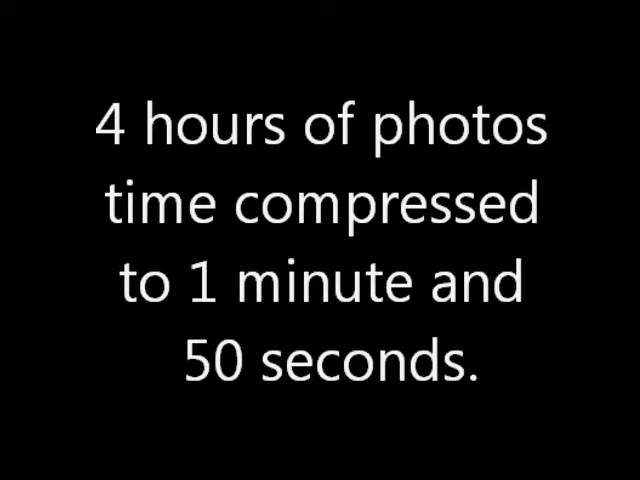 4 hours of photos
time compressed
to 1 minute and
50 seconds.